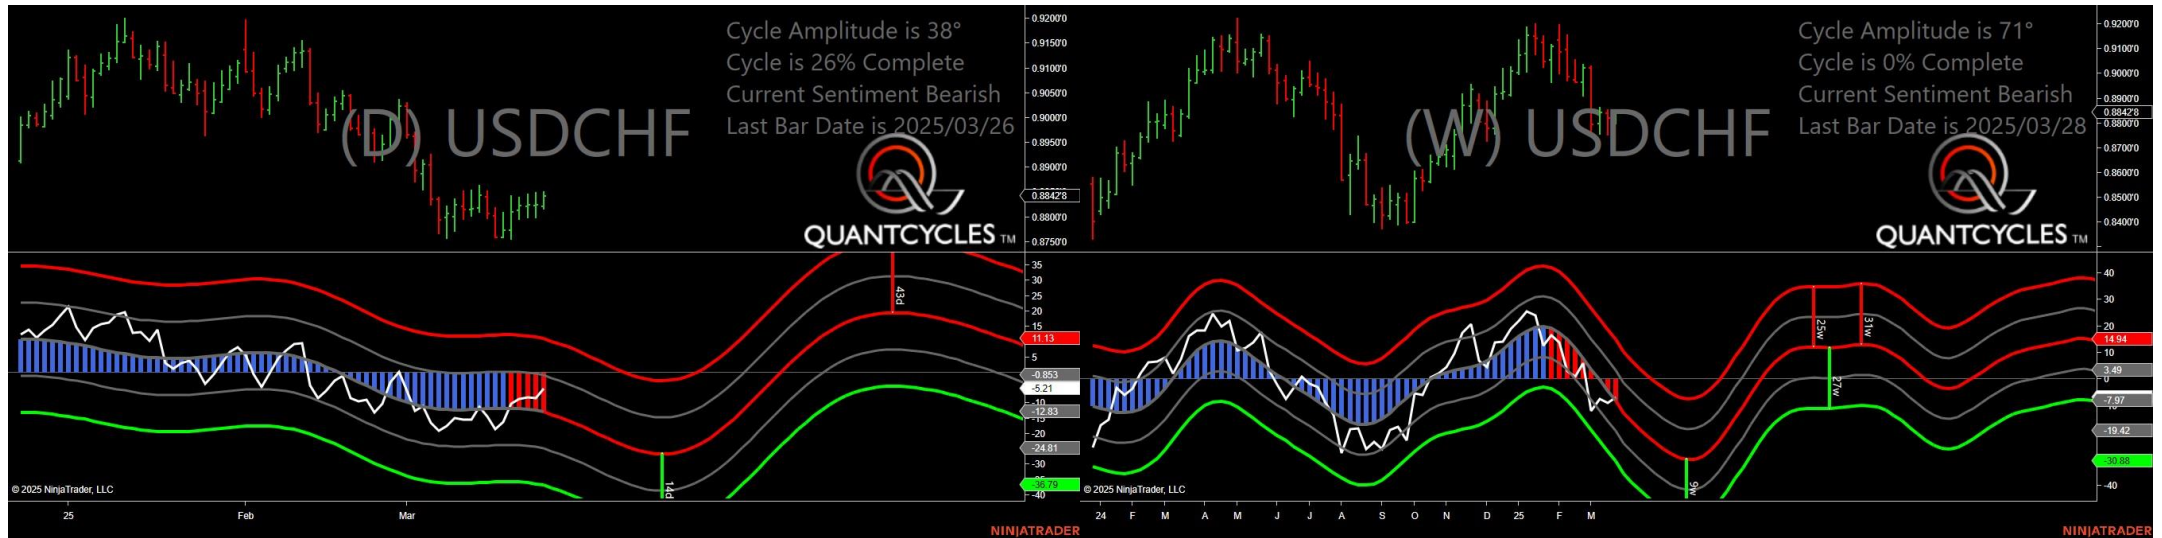 Cycle Amplitude is 38°
Cycle is 26% Complete
Current Sentiment Bearish
Last Bar Date is 2025/03/26
(D) USDCHF
QUANTCYCLES TM
0.9200'0
0.9150'0
0.9100'0
0.9050'0
0.9000'0
0.8950'0
0.8900'0
0.8842'8
0.8800'0
0.8750'0
43d
14d
35
30
25
20
15
11.13
5
-0.853
-5.21
-10
-12.83
-15
-20
-24.81
-30
-36.79
-40
© 2025 NinjaTrader, LLC
25
Feb
Mar
NINJATRADER
Cycle Amplitude is 71°
Cycle is 0% Complete
Current Sentiment Bearish
Last Bar Date is 2025/03/28
(W) USDCHF
QUANTCYCLES TM
0.9200'0
0.9100'0
0.9000'0
0.8900'0
0.8842'8
0.8800'0
0.8700'0
0.8600'0
0.8500'0
0.8400'0
25w
31w
27w
9w
40
30
20
14.94
10
3.49
0
-7.97
-19.42
-30.88
-40
© 2025 NinjaTrader, LLC
24 F M A M J J A S O N D 25 F M
NINJATRADER